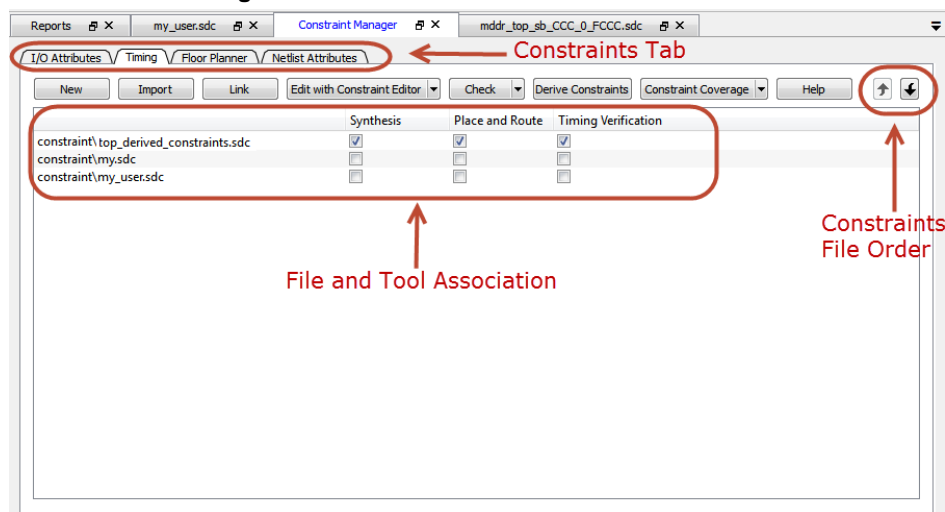 Reports my_user.sdc Constraint Manager mddr_top_sb_CCC_0_FCCC.sdc
I/O Attributes Timing Floor Planner Netlist Attributes Constraints Tab
New Import Link Edit with Constraint Editor Check Derive Constraints Constraint Coverage Help
Synthesis Place and Route Timing Verification
constraint\top_derived_constraints.sdc
constraint\my.sdc
constraint\my_user.sdc
Constraints
File Order
File and Tool Association